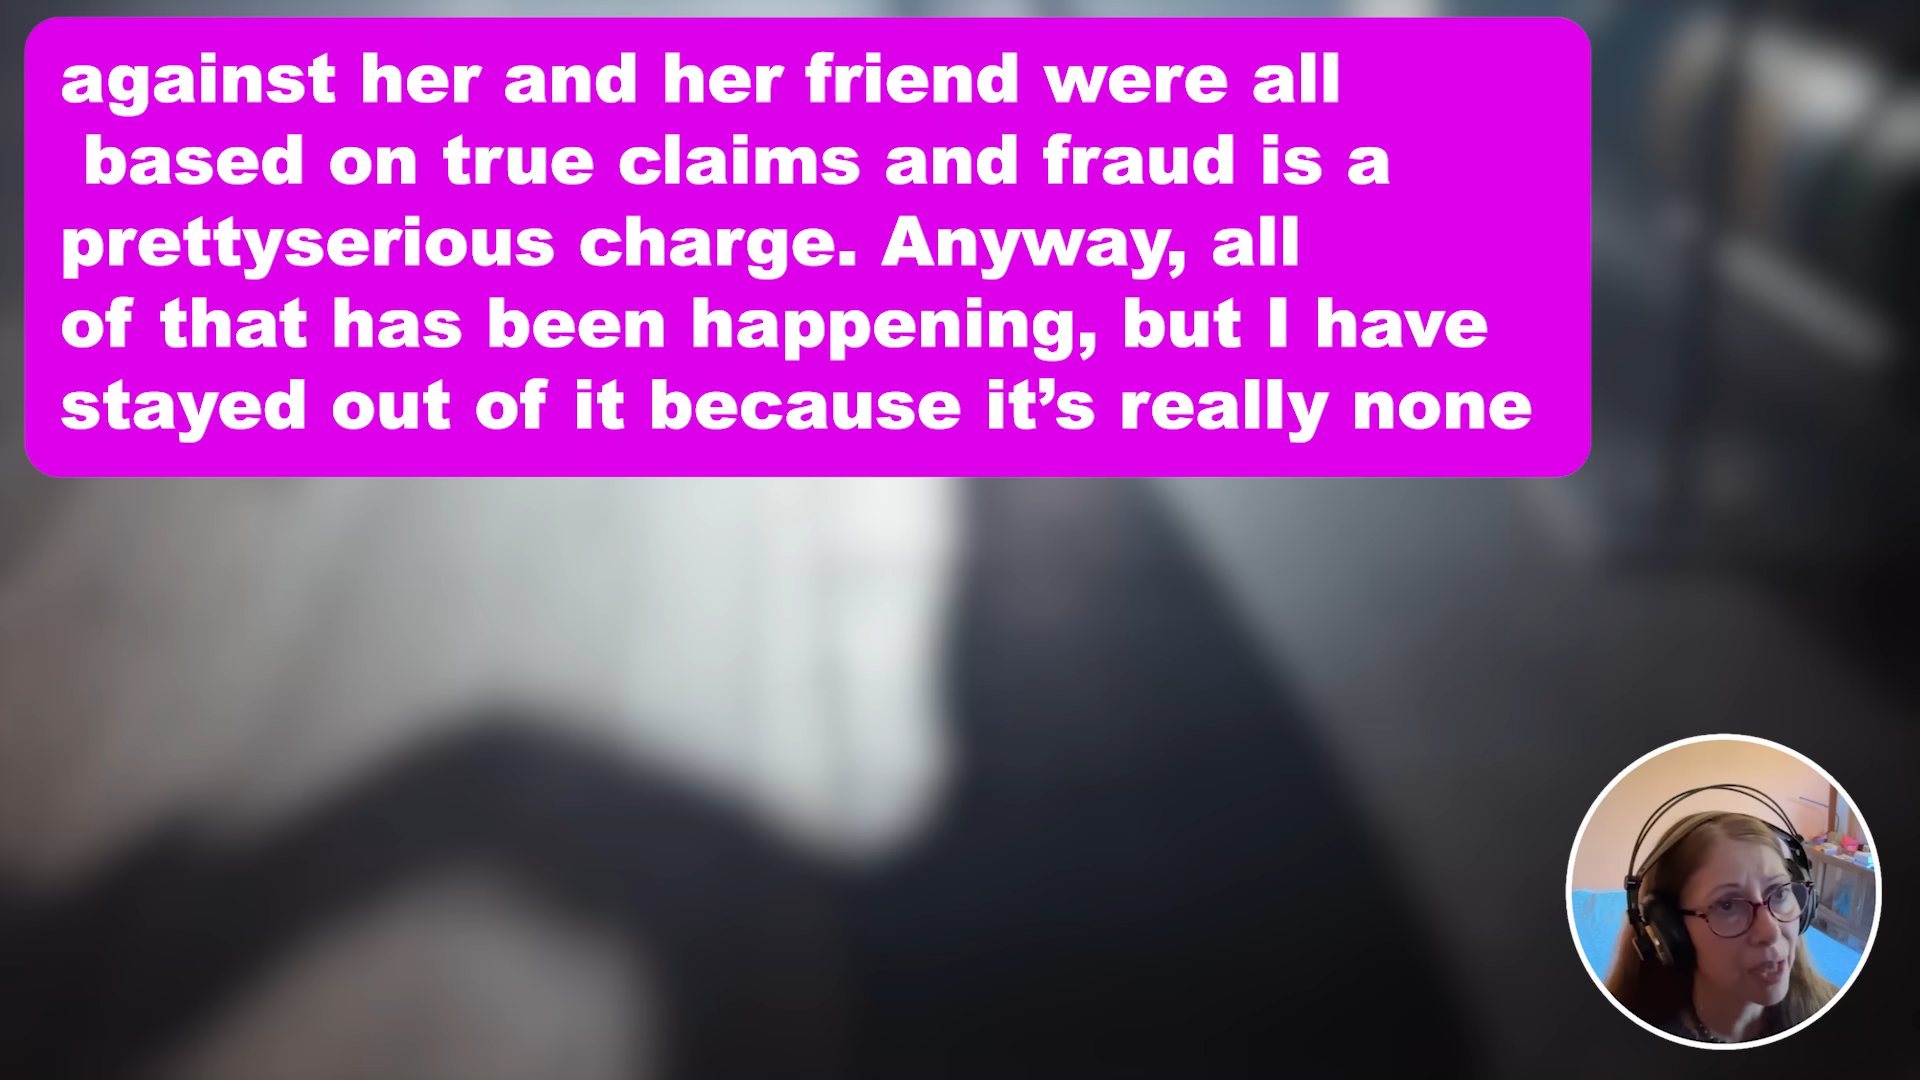 against her and her friend were all
based on true claims and fraud is a
prettyserious charge. Anyway, all
of that has been happening, but I have
stayed out of it because it’s really none